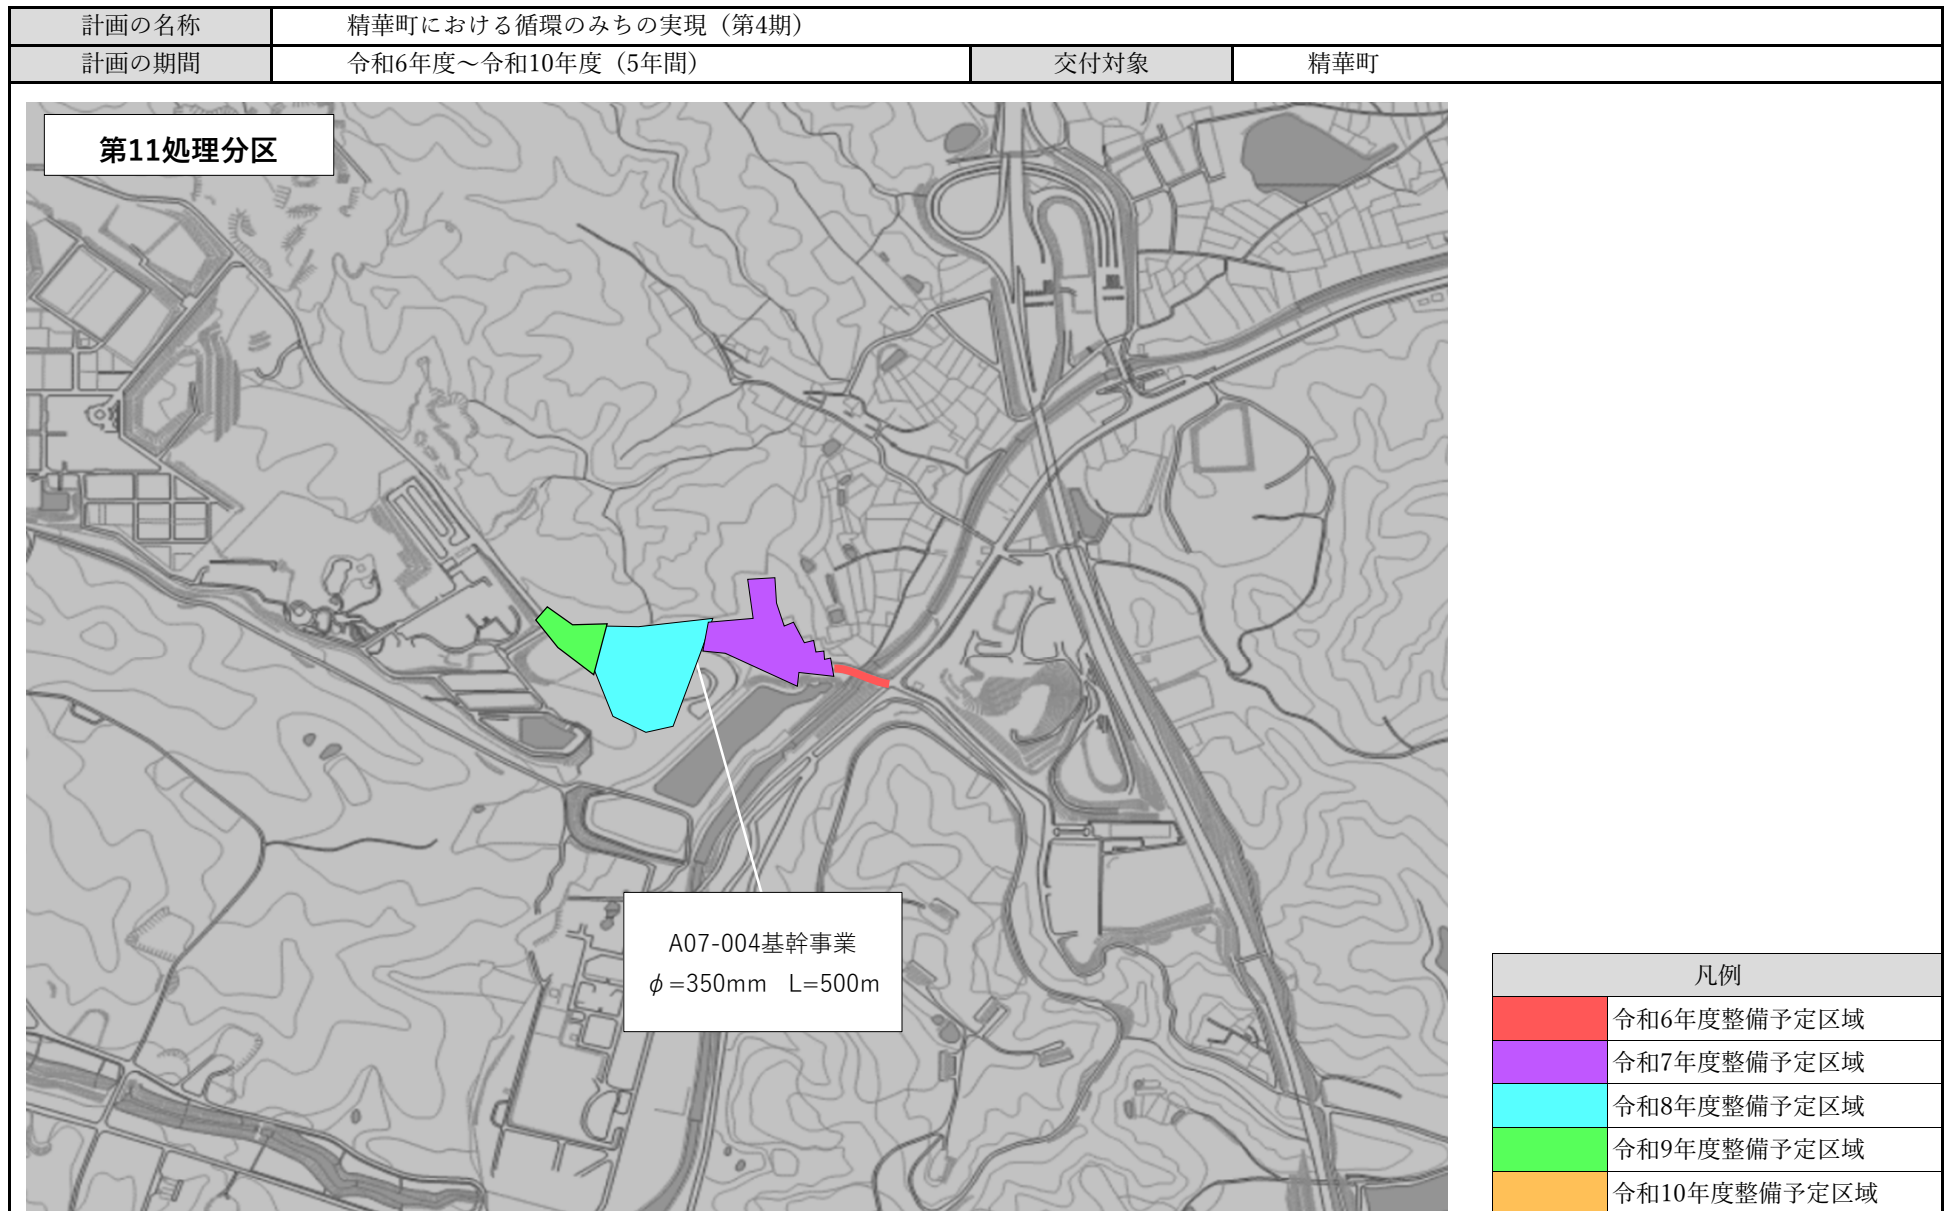 計画の名称 精華町における循環のみちの実現（第4期）
計画の期間 令和6年度～令和10年度（5年間） 交付対象 精華町
第11処理分区
A07-004基幹事業
φ=350mm L=500m
凡例
令和6年度整備予定区域
令和7年度整備予定区域
令和8年度整備予定区域
令和9年度整備予定区域
令和10年度整備予定区域